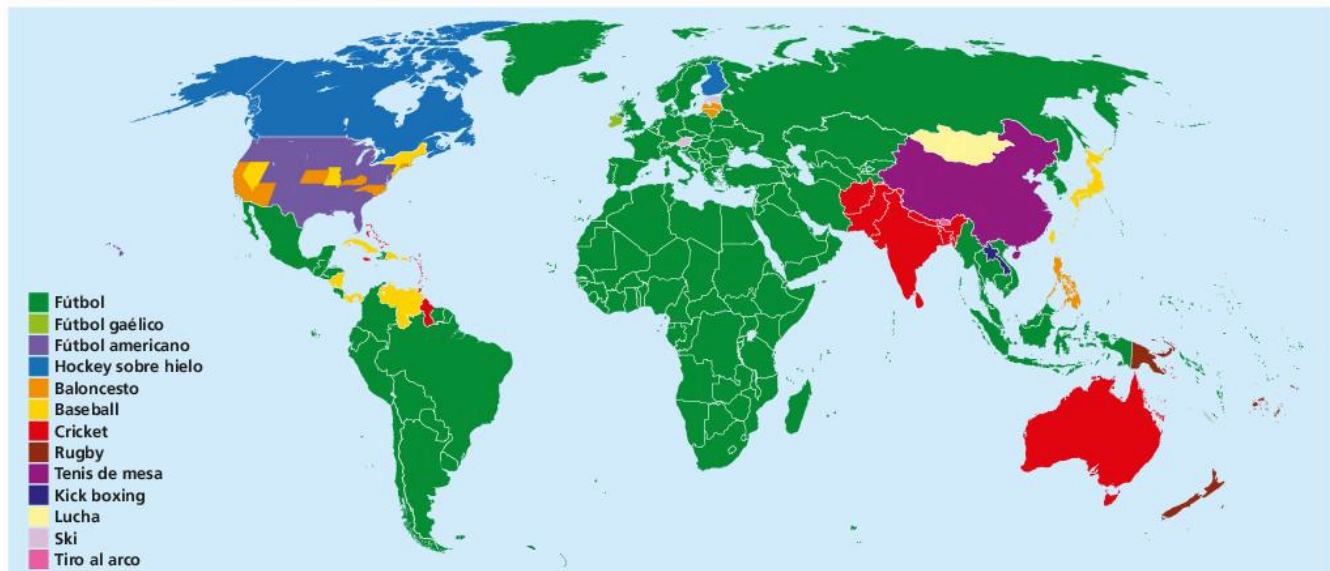 Fútbol
Fútbol gaélico
Fútbol americano
Hockey sobre hielo
Baloncesto
Baseball
Cricket
Rugby
Tenis de mesa
Kick boxing
Lucha
Ski
Tiro al arco